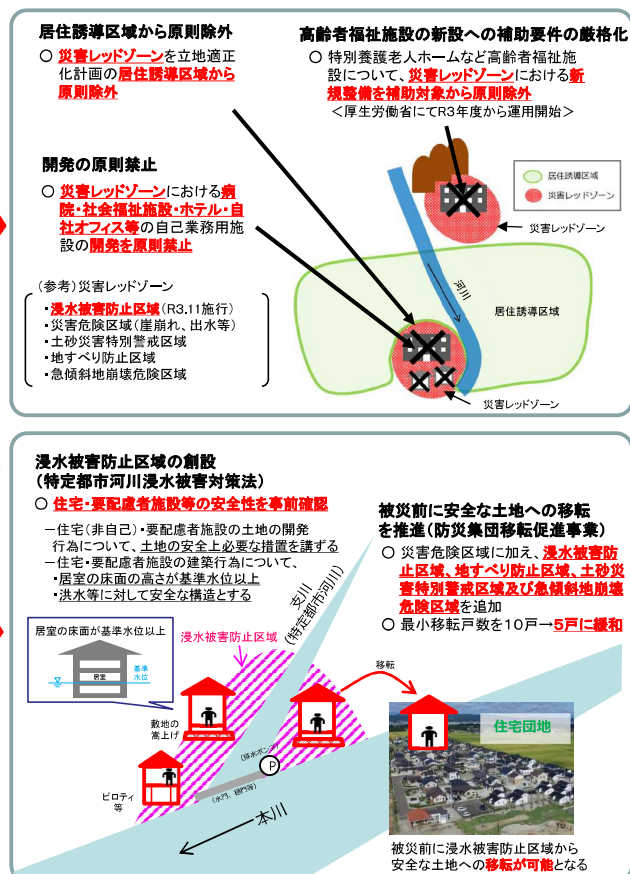 居住誘導区域から原則除外
○ 災害レッドゾーンを立地適正
化計画の居住誘導区域から
原則除外
高齢者福祉施設の新設への補助要件の厳格化
○ 特別養護老人ホームなど高齢者福祉施
設について、災害レッドゾーンにおける新
規整備を補助対象から原則除外
<厚生労働省にてR3年度から運用開始>
開発の原則禁止
○ 災害レッドゾーンにおける病
院・社会福祉施設・ホテル・自
社オフィス等の自己業務用施
設の開発を原則禁止
(参考)災害レッドゾーン
・浸水被害防止区域(R3.11施行)
・災害危険区域(崖崩れ、出水等)
・土砂災害特別警戒区域
・地すべり防止区域
・急傾斜地崩壊危険区域
居住誘導区域
災害レッドゾーン
災害レッドゾーン
河川
居住誘導区域
災害レッドゾーン
浸水被害防止区域の創設
(特定都市河川浸水被害対策法)
○ 住宅・要配慮者施設等の安全性を事前確認
－住宅(非自己)・要配慮者施設の土地の開発
行為について、土地の安全上必要な措置を講ずる
－住宅・要配慮者施設の建築行為について、
・居室の床面の高さが基準水位以上
・洪水等に対して安全な構造とする
被災前に安全な土地への移転
を推進(防災集団移転促進事業)
○ 災害危険区域に加え、浸水被害防
止区域、地すべり防止区域、土砂災
害特別警戒区域及び急傾斜地崩壊
危険区域を追加
○ 最小移転戸数を10戸→5戸に緩和
居室の床面が基準水位以上
居室
基準
水位
浸水被害防止区域
支川
(特定都市河川)
移転
敷地の
嵩上げ
ピロティ
等
(排水ポンプ)
P
(水門、樋門等)
本川
住宅団地
被災前に浸水被害防止区域から
安全な土地への移転が可能となる